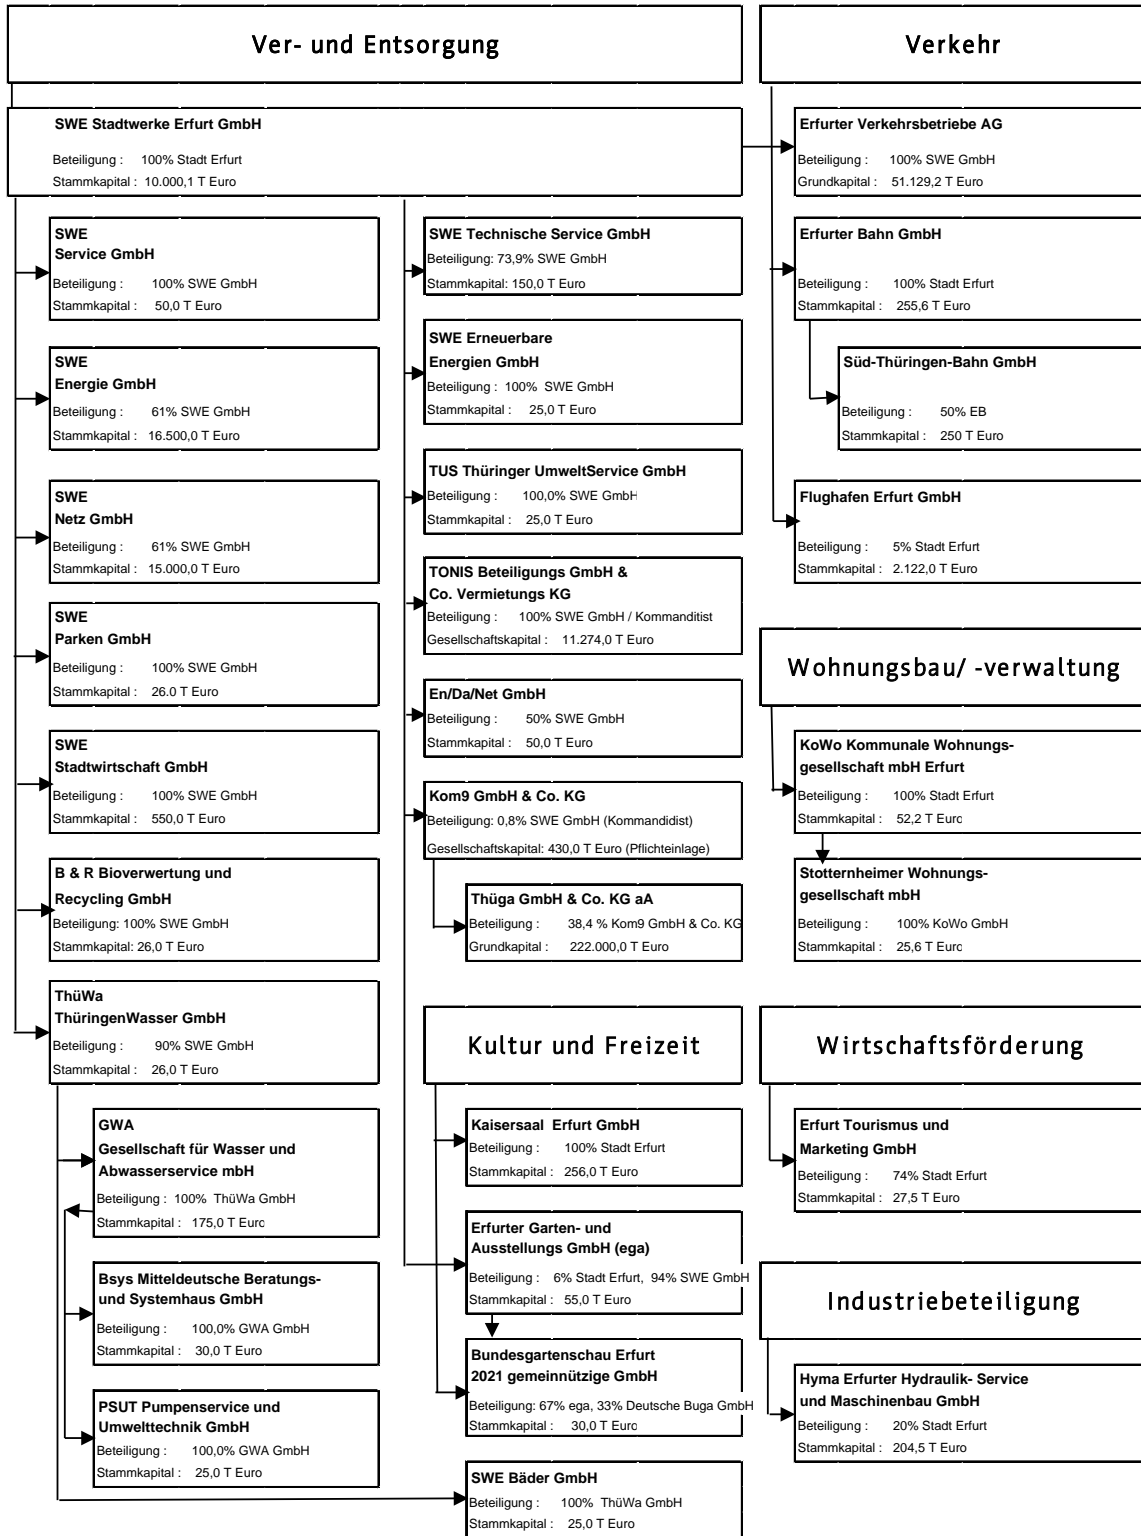 Ver- und Entsorgung
SWE Stadtwerke Erfurt GmbH
Beteiligung : 100% Stadt Erfurt
Stammkapital : 10.000,1 T Euro
SWE
Service GmbH
Beteiligung : 100% SWE GmbH
Stammkapital : 50,0 T Euro
SWE
Energie GmbH
Beteiligung : 61% SWE GmbH
Stammkapital : 16.500,0 T Euro
SWE
Netz GmbH
Beteiligung : 61% SWE GmbH
Stammkapital : 15.000,0 T Euro
SWE
Parken GmbH
Beteiligung : 100% SWE GmbH
Stammkapital : 26.0 T Euro
SWE
Stadtwirtschaft GmbH
Beteiligung : 100% SWE GmbH
Stammkapital : 550,0 T Euro
B & R Bioverwertung und
Recycling GmbH
Beteiligung: 100% SWE GmbH
Stammkapital: 26,0 T Euro
ThüWa
ThüringenWasser GmbH
Beteiligung : 90% SWE GmbH
Stammkapital : 26,0 T Euro
GWA
Gesellschaft für Wasser und
Abwasserservice mbH
Beteiligung : 100% ThüWa GmbH
Stammkapital : 175,0 T Euro
Bsys Mitteldeutsche Beratungs-
und Systemhaus GmbH
Beteiligung : 100,0% GWA GmbH
Stammkapital : 30,0 T Euro
PSUT Pumpenservice und
Umwelttechnik GmbH
Beteiligung : 100,0% GWA GmbH
Stammkapital : 25,0 T Euro
SWE Technische Service GmbH
Beteiligung: 73,9% SWE GmbH
Stammkapital: 150,0 T Euro
SWE Erneuerbare
Energien GmbH
Beteiligung : 100% SWE GmbH
Stammkapital : 25,0 T Euro
TUS Thüringer UmweltService GmbH
Beteiligung : 100,0% SWE GmbH
Stammkapital : 25,0 T Euro
TONIS Beteiligungs GmbH &
Co. Vermietungs KG
Beteiligung : 100% SWE GmbH / Kommanditist
Gesellschaftskapital : 11.274,0 T Euro
En/Da/Net GmbH
Beteiligung : 50% SWE GmbH
Stammkapital : 50,0 T Euro
Kom9 GmbH & Co. KG
Beteiligung: 0,8% SWE GmbH (Kommandidist)
Gesellschaftskapital: 430,0 T Euro (Pflichteinlage)
Thüga GmbH & Co. KG aA
Beteiligung : 38,4 % Kom9 GmbH & Co. KG
Grundkapital : 222.000,0 T Euro
Kultur und Freizeit
Kaisersaal Erfurt GmbH
Beteiligung : 100% Stadt Erfurt
Stammkapital : 256,0 T Euro
Erfurter Garten- und
Ausstellungs GmbH (ega)
Beteiligung : 6% Stadt Erfurt, 94% SWE GmbH
Stammkapital : 55,0 T Euro
Bundesgartenschau Erfurt
2021 gemeinnützige GmbH
Beteiligung: 67% ega, 33% Deutsche Buga GmbH
Stammkapital : 30,0 T Euro
SWE Bäder GmbH
Beteiligung : 100% ThüWa GmbH
Stammkapital : 25,0 T Euro
Verkehr
Erfurter Verkehrsbetriebe AG
Beteiligung : 100% SWE GmbH
Grundkapital : 51.129,2 T Euro
Erfurter Bahn GmbH
Beteiligung : 100% Stadt Erfurt
Stammkapital : 255,6 T Euro
Süd-Thüringen-Bahn GmbH
Beteiligung : 50% EB
Stammkapital : 250 T Euro
Flughafen Erfurt GmbH
Beteiligung : 5% Stadt Erfurt
Stammkapital : 2.122,0 T Euro
Wohnungsbau/ -verwaltung
KoWo Kommunale Wohnungs-
gesellschaft mbH Erfurt
Beteiligung : 100% Stadt Erfurt
Stammkapital : 52,2 T Euro
Stotternheimer Wohnungs-
gesellschaft mbH
Beteiligung : 100% KoWo GmbH
Stammkapital : 25,6 T Euro
Wirtschaftsförderung
Erfurt Tourismus und
Marketing GmbH
Beteiligung : 74% Stadt Erfurt
Stammkapital : 27,5 T Euro
Industriebeteiligung
Hyma Erfurter Hydraulik- Service
und Maschinenbau GmbH
Beteiligung : 20% Stadt Erfurt
Stammkapital : 204,5 T Euro